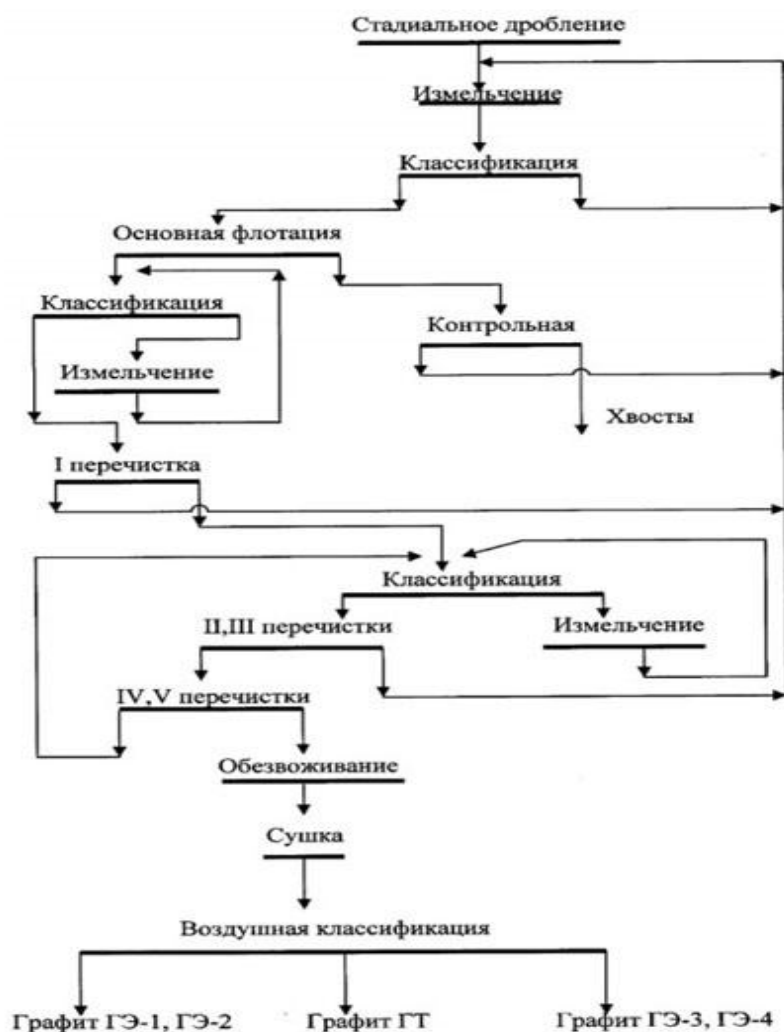 Стадиальное дробление
Измельчение
Классификация
Основная флотация
Классификация
Контрольная
Измельчение
Хвосты
I перечистка
Классификация
II,III перечистки
Измельчение
IV,V перечистки
Обезвоживание
Сушка
Воздушная классификация
Графит ГЭ-1, ГЭ-2
Графит ГТ
Графит ГЭ-3, ГЭ-4